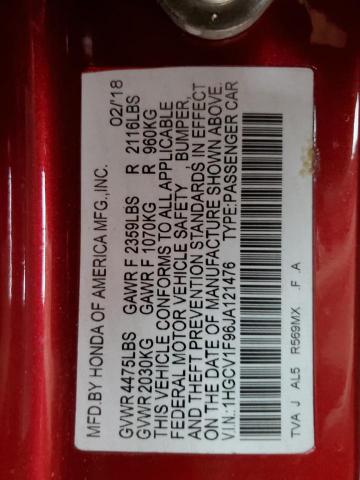 MFD.BY HONDA OF AMERICA MFG.,INC. 02/'18
GVWR 4475LBS GAWR F 2359LBS R 2116LBS
GVWR 2030KG GAWR F 1070KG R 960KG
THIS VEHICLE CONFORMS TO ALL APPLICABLE
FEDERAL MOTOR VEHICLE SAFETY BUMPER,
AND THEFT PREVENTION STANDARDS IN EFFECT
ON THE DATE OF MANUFACTURE SHOWN ABOVE.
V.I.N.:1HGCV1F96JA121476 TYPE:PASSENGER CAR
TVA J AL5 R569MX .F .A